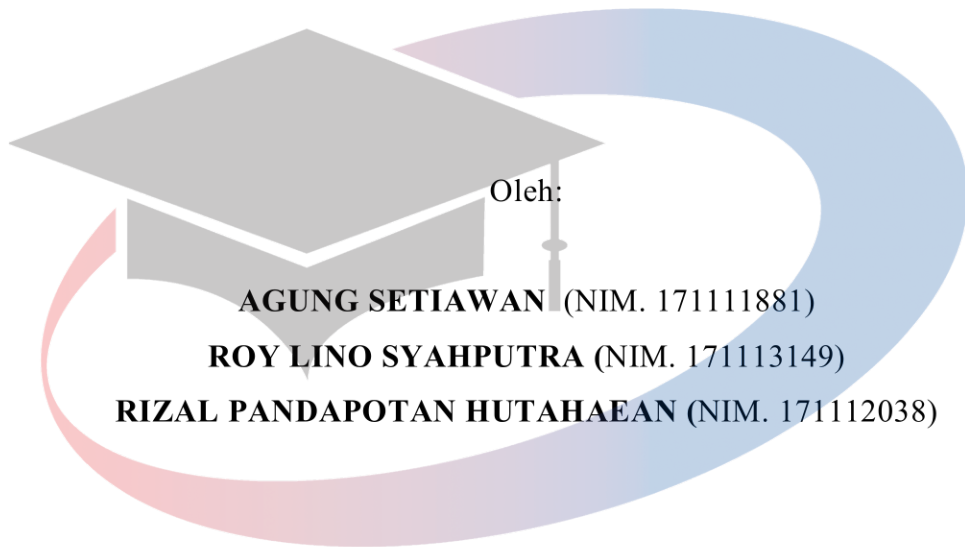 Oleh:
AGUNG SETIAWAN (NIM. 171111881)
ROY LINO SYAHPUTRA (NIM. 171113149)
RIZAL PANDAPOTAN HUTAHAEAN (NIM. 171112038)